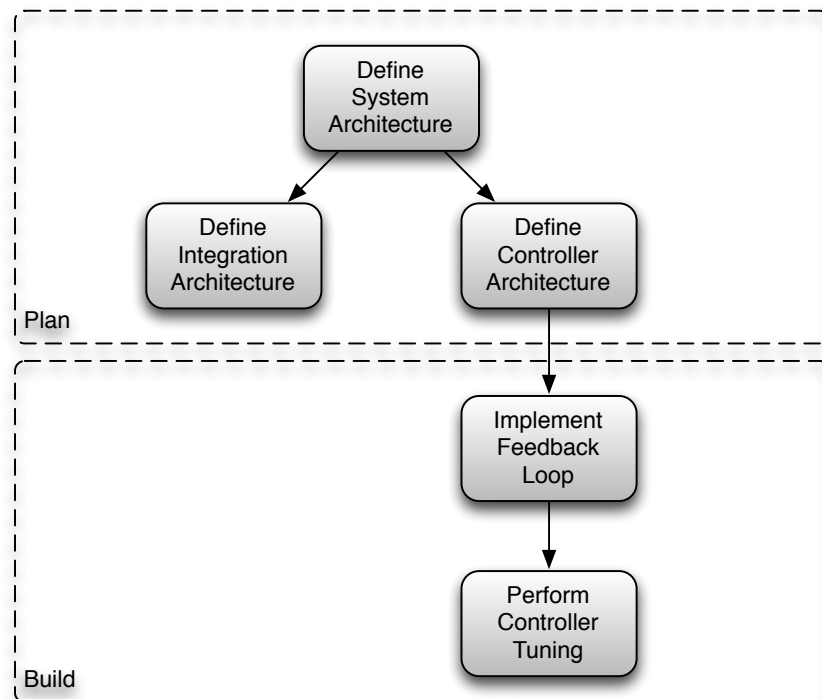 Define
System
Architecture
Define
Integration
Architecture
Define
Controller
Architecture
Plan
Implement
Feedback
Loop
Perform
Controller
Tuning
Build